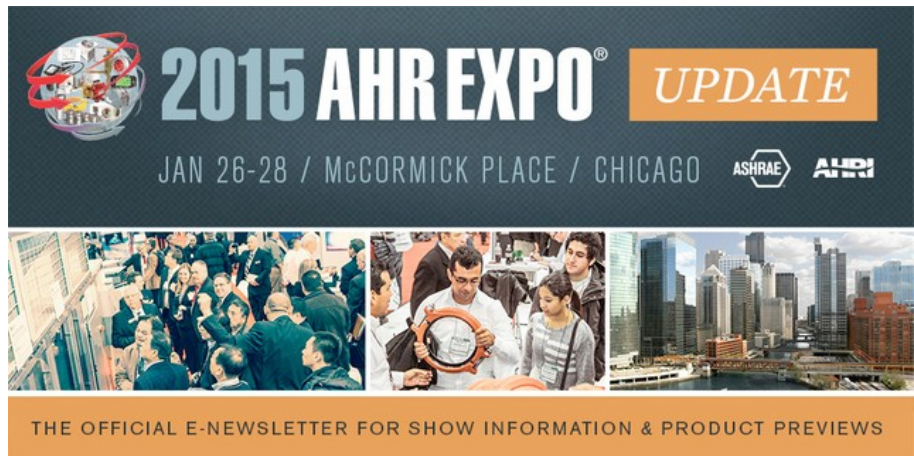 2015 AHR EXPO® UPDATE
JAN 26-28 / McCORMICK PLACE / CHICAGO ASHRAE AHRI
THE OFFICIAL E-NEWSLETTER FOR SHOW INFORMATION & PRODUCT PREVIEWS